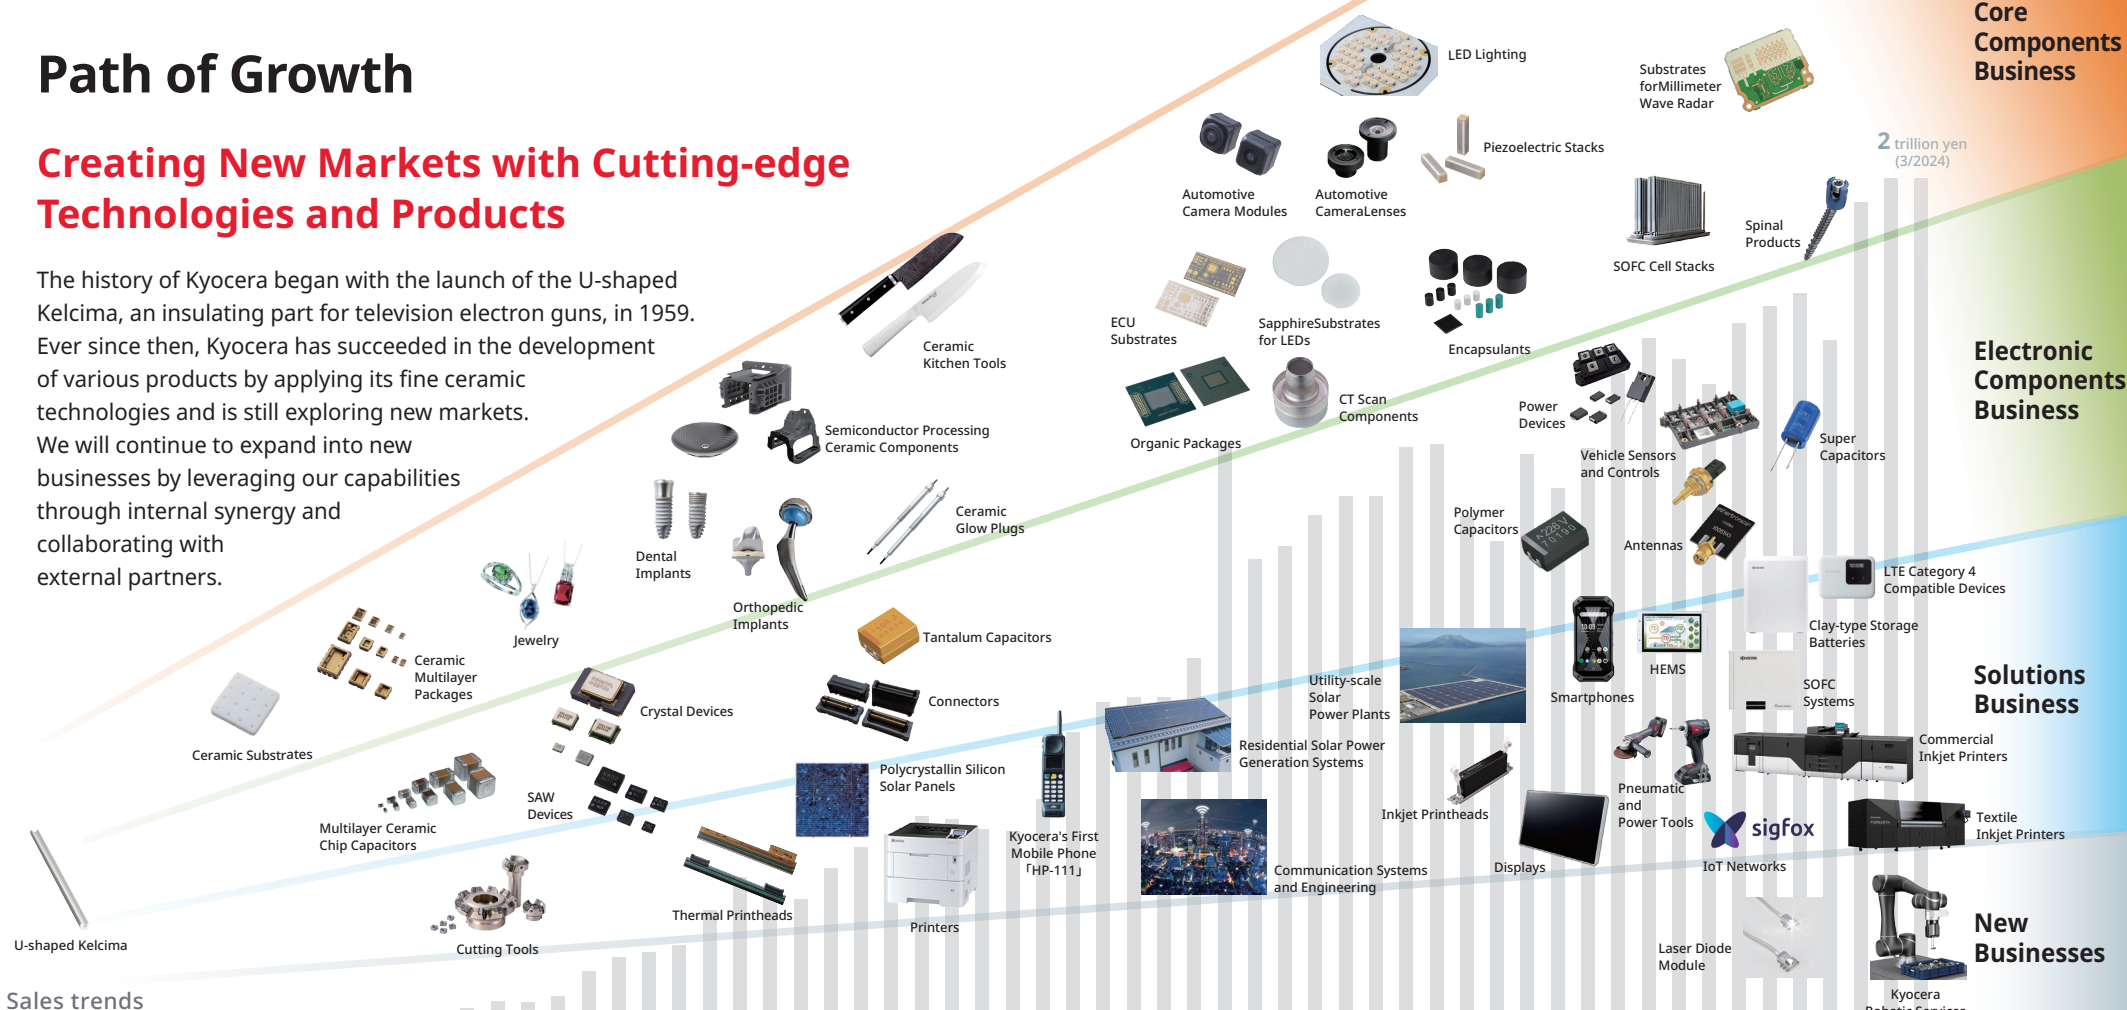 Path of Growth
Creating New Markets with Cutting-edge
Technologies and Products
The history of Kyocera began with the launch of the U-shaped
Kelcima, an insulating part for television electron guns, in 1959.
Ever since then, Kyocera has succeeded in the development
of various products by applying its fine ceramic
technologies and is still exploring new markets.
We will continue to expand into new
businesses by leveraging our capabilities
through internal synergy and
collaborating with
external partners.
Core
Components
Business
LED Lighting
Substrates
forMillimeter
Wave Radar
2 trillion yen
(3/2024)
Piezoelectric Stacks
Automotive
Camera Modules
Automotive
CameraLenses
Spinal
Products
SOFC Cell Stacks
ECU
Substrates
SapphireSubstrates
for LEDs
Encapsulants
Ceramic
Kitchen Tools
CT Scan
Components
Organic Packages
Semiconductor Processing
Ceramic Components
Ceramic
Glow Plugs
Dental
Implants
Orthopedic
Implants
Jewelry
Ceramic
Multilayer
Packages
Ceramic Substrates
U-shaped Kelcima
Electronic
Components
Business
Power
Devices
Vehicle Sensors
and Controls
Super
Capacitors
Polymer
Capacitors
A 226 V
70190
Antennas
ethertronics
Tantalum Capacitors
Connectors
Crystal Devices
SAW
Devices
Multilayer Ceramic
Chip Capacitors
Solutions
Business
LTE Category 4
Compatible Devices
Clay-type Storage
Batteries
HEMS
Smartphones
10:09
SOFC
Systems
Utility-scale
Solar
Power Plants
Residential Solar Power
Generation Systems
Commercial
Inkjet Printers
Polycrystallin Silicon
Solar Panels
Kyocera's First
Mobile Phone
「HP-111」
Inkjet Printheads
Pneumatic
and
Power Tools
Textile
Inkjet Printers
Displays
sigfox
IoT Networks
Communication Systems
and Engineering
Thermal Printheads
Printers
Cutting Tools
New
Businesses
Laser Diode
Module
Kyocera
Robotic Services
Sales trends